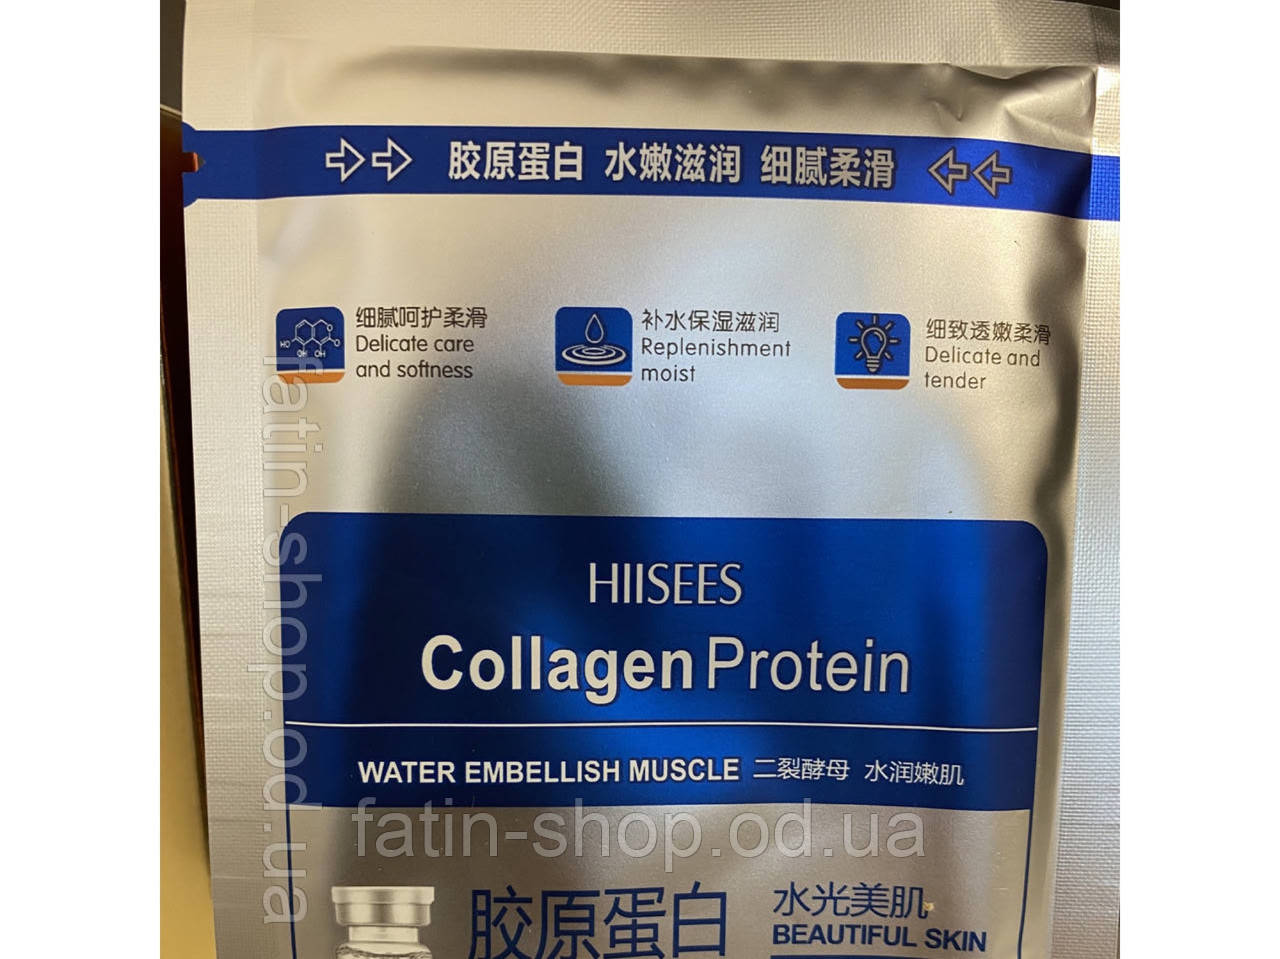 胶原蛋白 水嫩滋润 细腻柔滑
细腻呵护柔滑
Delicate care
and softness
补水保湿滋润
Replenishment
moist
细致透嫩柔滑
Delicate and
tender
HO
OH
OH
O
O
fatin-shop.od.ua
HIISEES
Collagen Protein
WATER EMBELLISH MUSCLE 二裂酵母 水润嫩肌
fatin-shop.od.ua
胶原蛋白
水光美肌
BEAUTIFUL SKIN